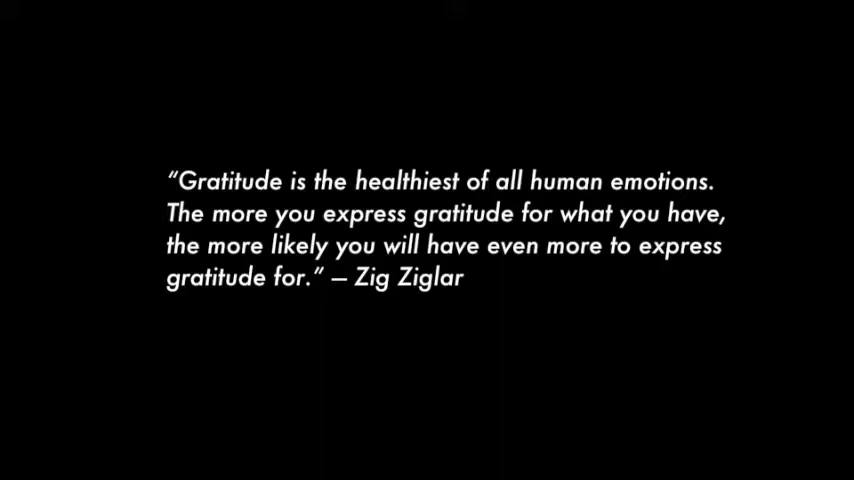 “Gratitude is the healthiest of all human emotions.
The more you express gratitude for what you have,
the more likely you will have even more to express
gratitude for.” — Zig Ziglar